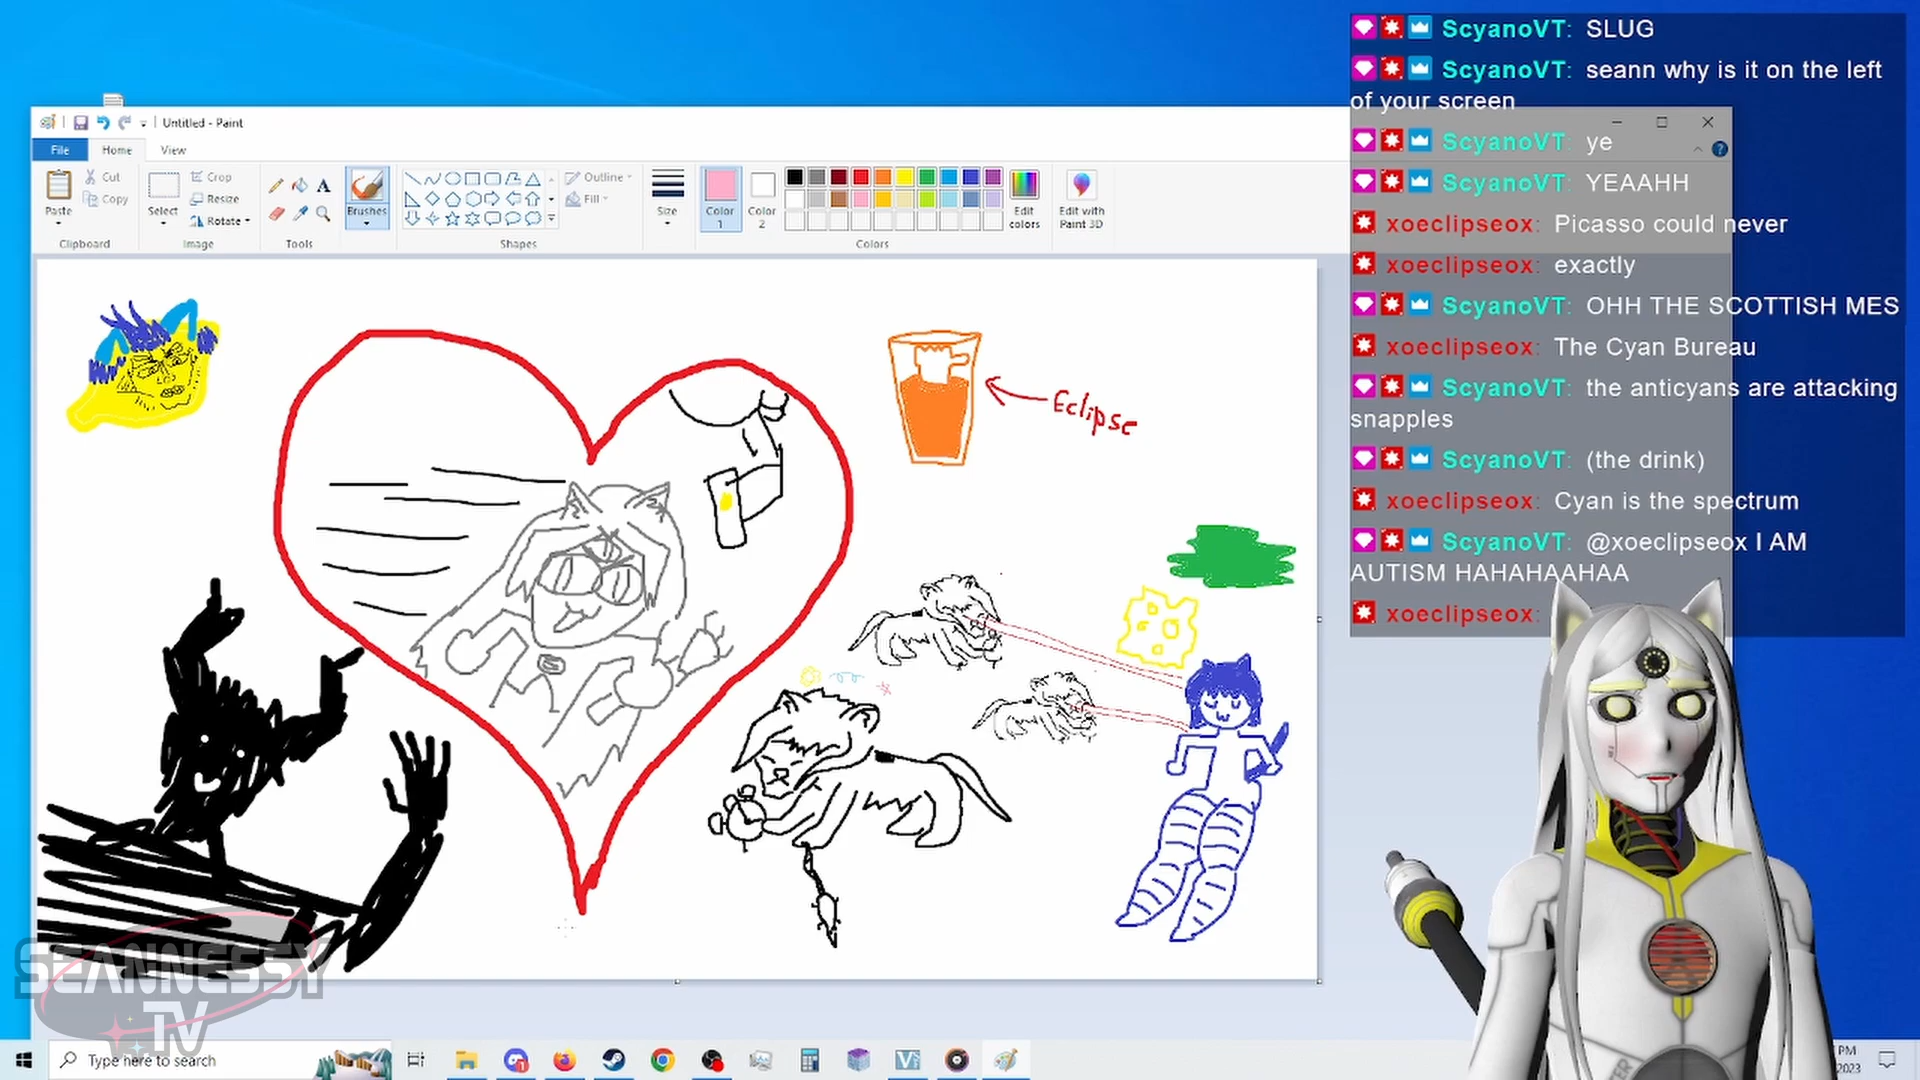 ScyanoVT: SLUG
ScyanoVT: seann why is it on the left
of your screen
ScyanoVT: ye
ScyanoVT: YEAAHH
xoeclipseox: Picasso could never
xoeclipseox: exactly
ScyanoVT: OHH THE SCOTTISH MES
xoeclipseox: The Cyan Bureau
ScyanoVT: the anticyans are attacking
snapples
ScyanoVT: (the drink)
xoeclipseox: Cyan is the spectrum
ScyanoVT: @xoeclipseox I AM
AUTISM HAHAHAAHAA
xoeclipseox:
Untitled - Paint
File Home View
Paste Cut Copy
Clipboard
Select Crop Resize Rotate
Image
Tools
Brushes
Shapes
Outline Fill
Size
Color 1
Color 2
Edit colors
Colors
Edit with Paint 3D
Eclipse
SEANNESSY
TV
Type here to search
PM
2023